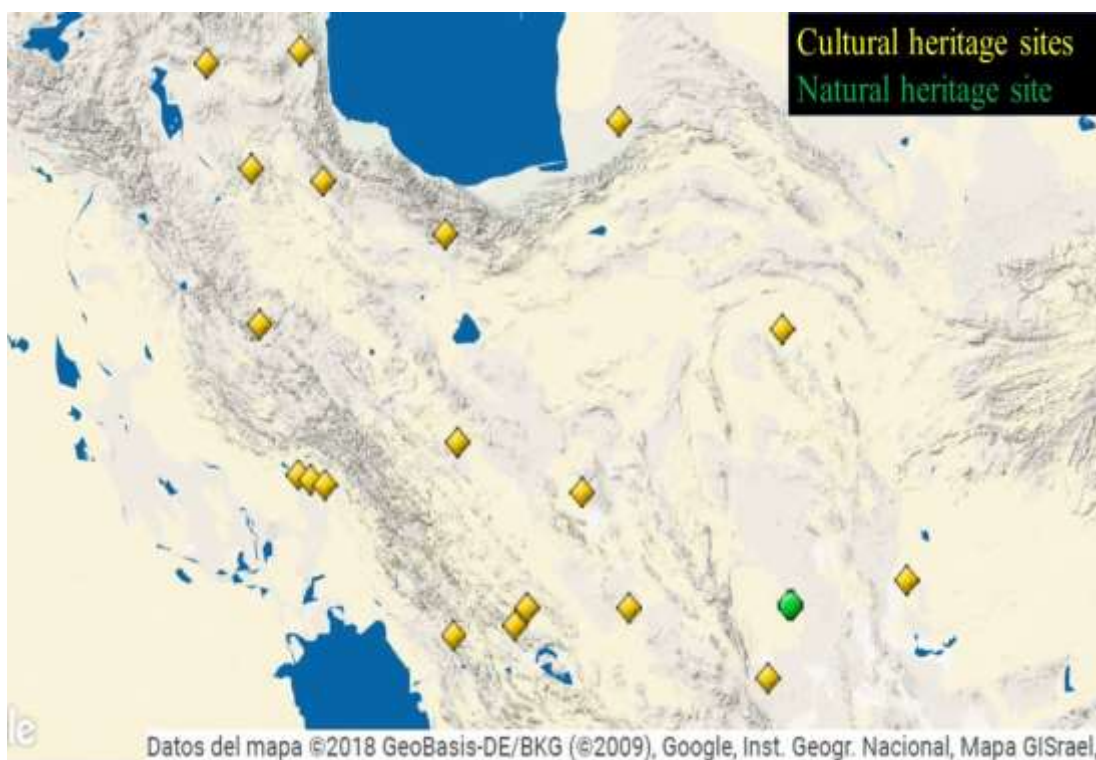 Cultural heritage sites
Natural heritage site
le
Datos del mapa ©2018 GeoBasis-DE/BKG (©2009), Google, Inst. Geogr. Nacional, Mapa GISrael,